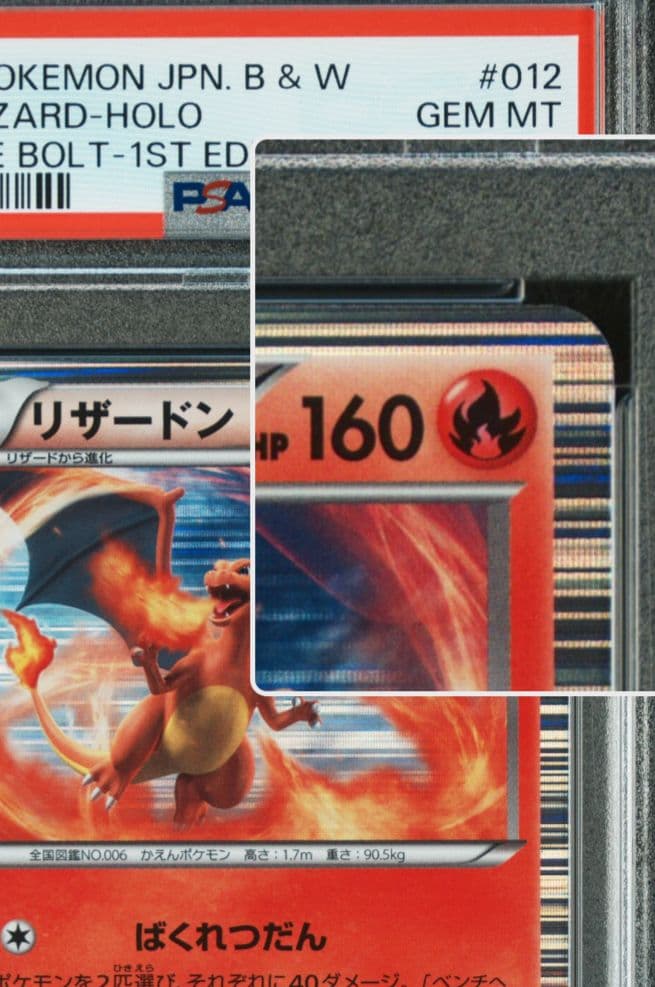 OKEMON JPN. B & W #012
ZARD-HOLO GEM MT
E BOLT-1ST ED
PSA
HP 160
リザードン
リザードから進化
全国図鑑NO.006 かえんポケモン 高さ：1.7m 重さ：90.5kg
ばくれつだん
ポケモンを2匹選び、それぞれに40ダメージ。「ベンチへ